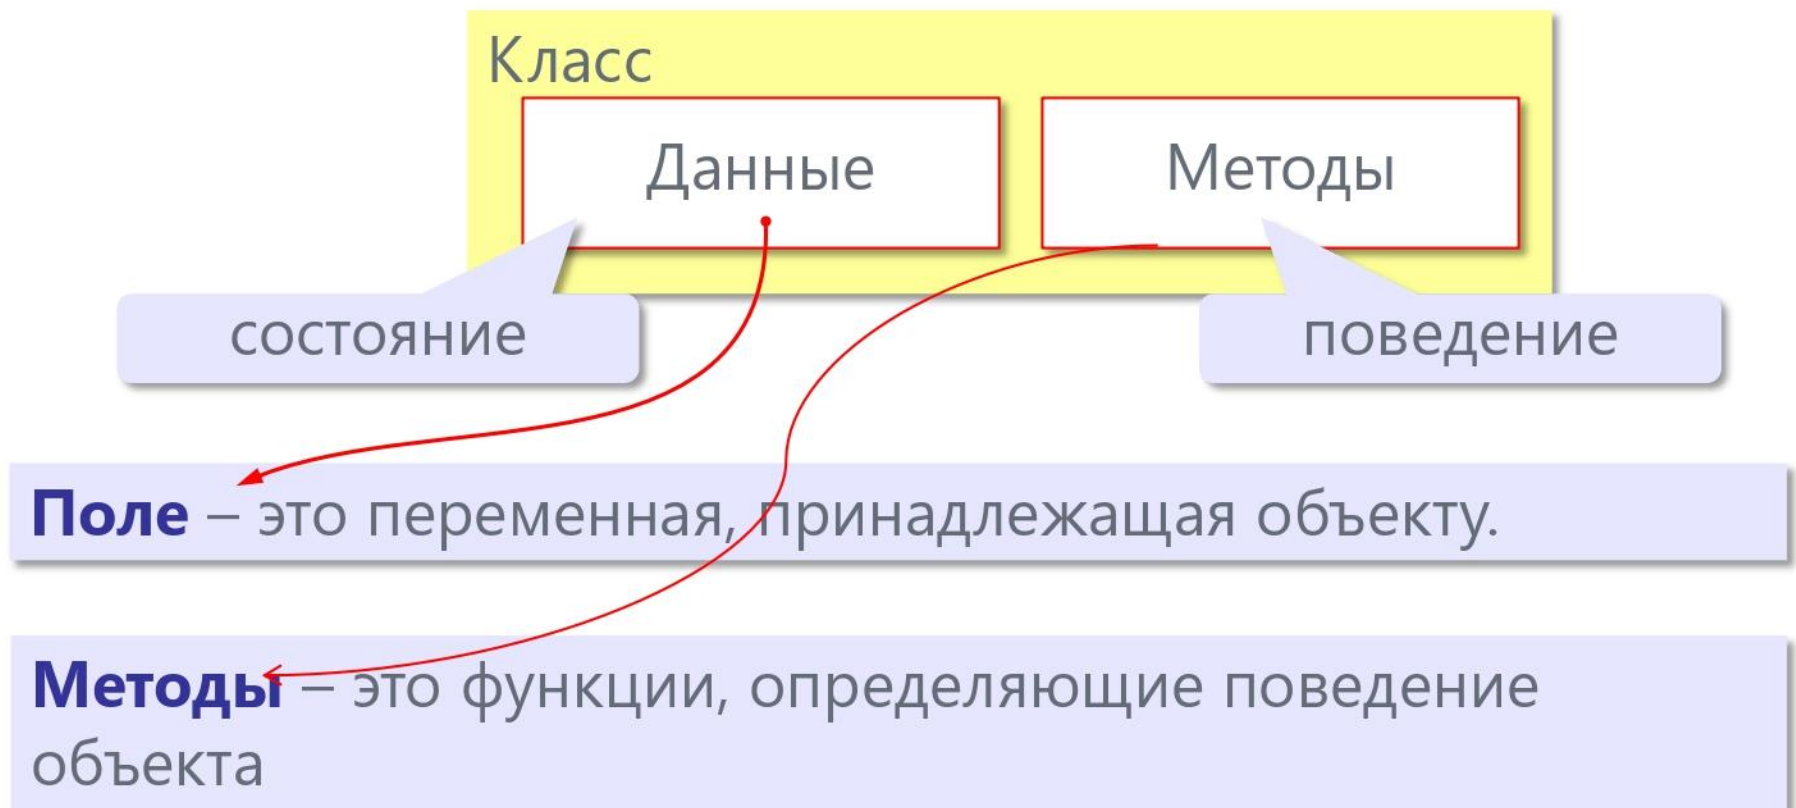 Класс
Данные
Методы
состояние
поведение
Поле – это переменная, принадлежащая объекту.
Методы – это функции, определяющие поведение
объекта